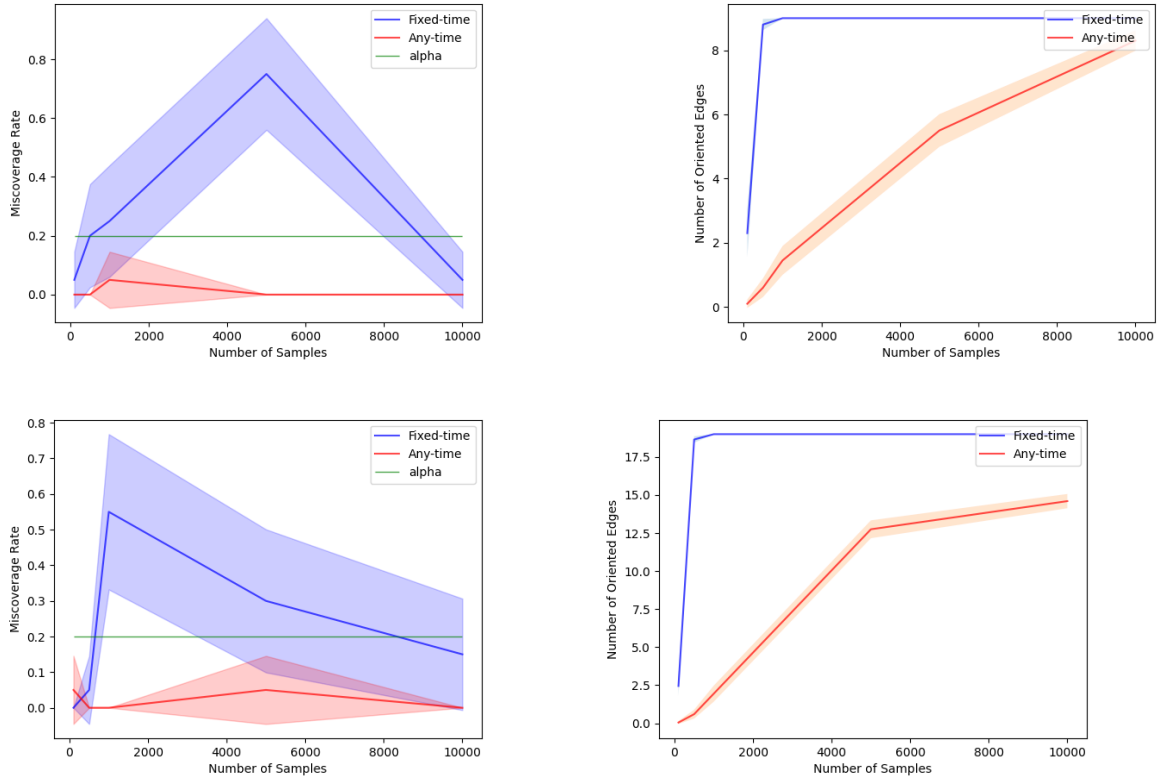 Fixed-time
Any-time
alpha
Miscoverage Rate
0.8
0.6
0.4
0.2
0.0
0
2000
4000
6000
8000
10000
Number of Samples
Fixed-time
Any-time
Number of Oriented Edges
8
6
4
2
0
0
2000
4000
6000
8000
10000
Number of Samples
Fixed-time
Any-time
alpha
Miscoverage Rate
0.8
0.7
0.6
0.5
0.4
0.3
0.2
0.1
0.0
0
2000
4000
6000
8000
10000
Number of Samples
Fixed-time
Any-time
Number of Oriented Edges
17.5
15.0
12.5
10.0
7.5
5.0
2.5
0.0
0
2000
4000
6000
8000
10000
Number of Samples